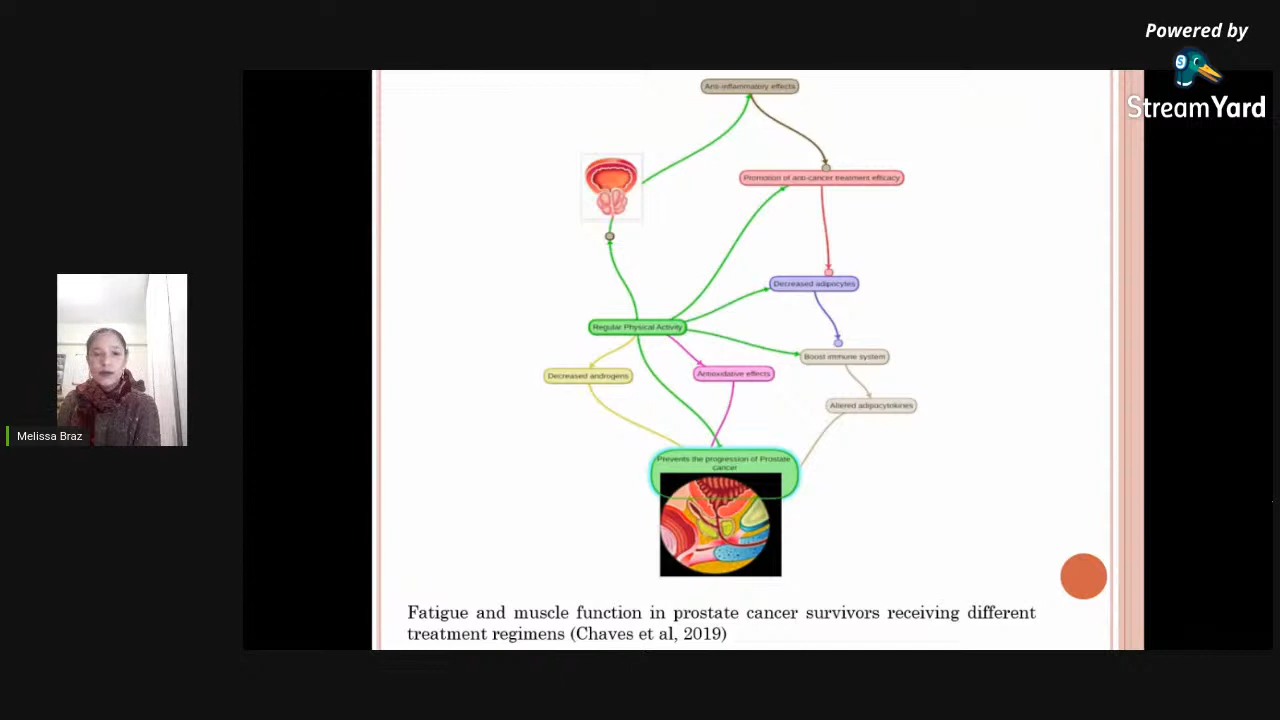 Powered by
StreamYard
Anti-inflammatory effects
Promotion of anti-cancer treatment efficacy
Decreased adipocytes
Regular Physical Activity
Boost immune system
Decreased androgens
Antioxidative effects
Altered adipocytokines
Melissa Braz
Prevents the progression of Prostate
cancer
Fatigue and muscle function in prostate cancer survivors receiving different
treatment regimens (Chaves et al, 2019)